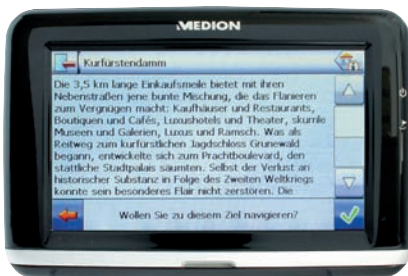 MEDION
Kurfürstendamm
Die 3,5 km lange Einkaufsmeile bietet mit ihren
Nebenstraßen jene bunte Mischung, die das Flanieren
zum Vergnügen macht: Kaufhäuser und Restaurants,
Boutiquen und Cafés, Luxushotels und Theater, skurrile
Museen und Galerien, Luxus und Ramsch. Was als
Reitweg zum kurfürstlichen Jagdschloss Grunewald
begann, entwickelte sich zum Prachtboulevard, den
stattliche Stadtpalais säumten. Selbst der Verlust an
historischer Substanz in Folge des Zweiten Weltkriegs
konnte sein besonderes Flair nicht zerstören. Die
Wollen Sie zu diesem Ziel navigieren?